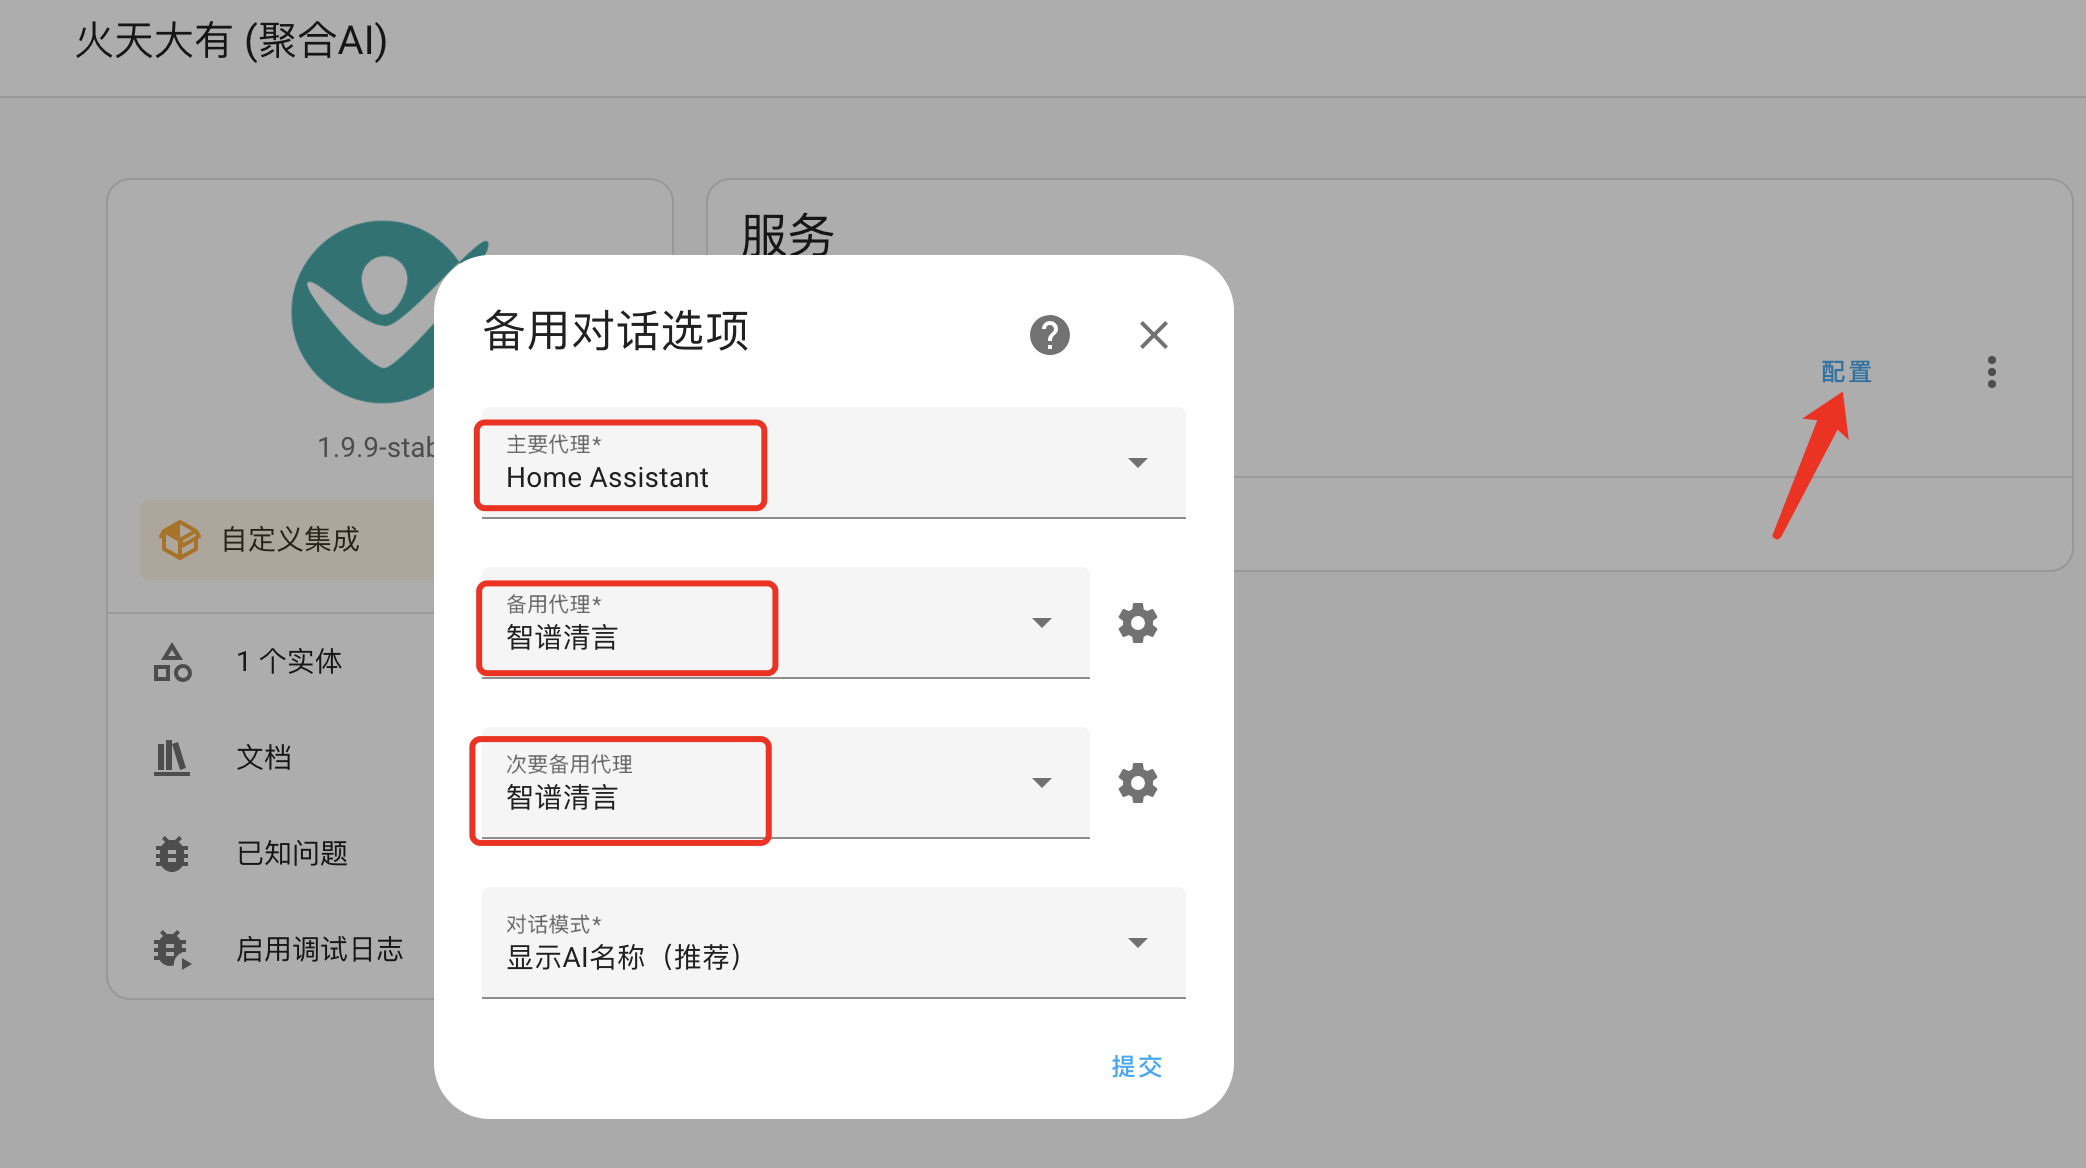 火天大有 (聚合AI)
服务
1.9.9-stab
自定义集成
1 个实体
文档
已知问题
启用调试日志
配置
备用对话选项
主要代理*
Home Assistant
备用代理*
智谱清言
次要备用代理
智谱清言
对话模式*
显示AI名称（推荐）
提交